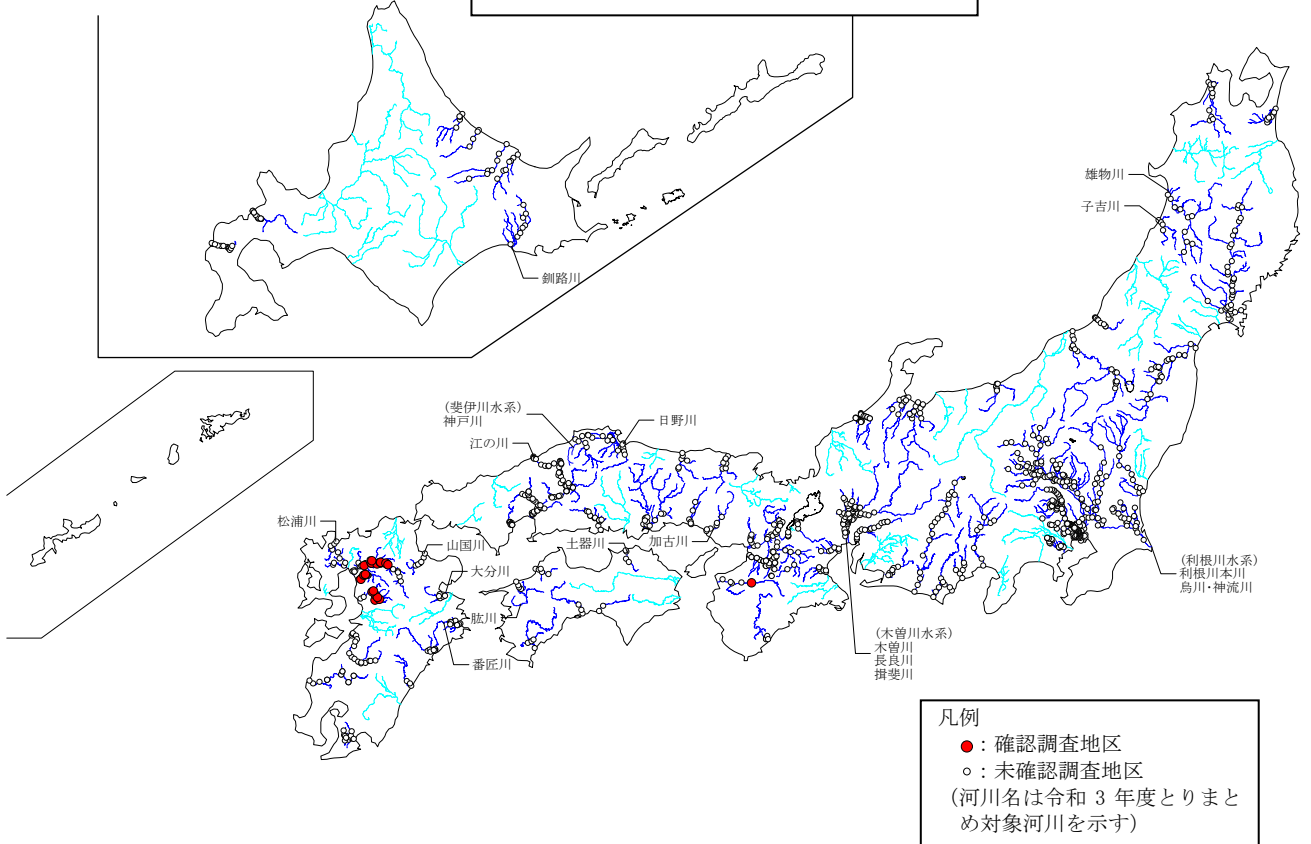 雄物川
子吉川
釧路川
(斐伊川水系)
神戸川
日野川
江の川
松浦川
山国川
土器川
加古川
大分川
(利根川水系)
利根川本川
烏川・神流川
肱川
(木曽川水系)
木曽川
長良川
揖斐川
番匠川
凡例
●：確認調査地区
○：未確認調査地区
(河川名は令和 3 年度とりまと
め対象河川を示す)